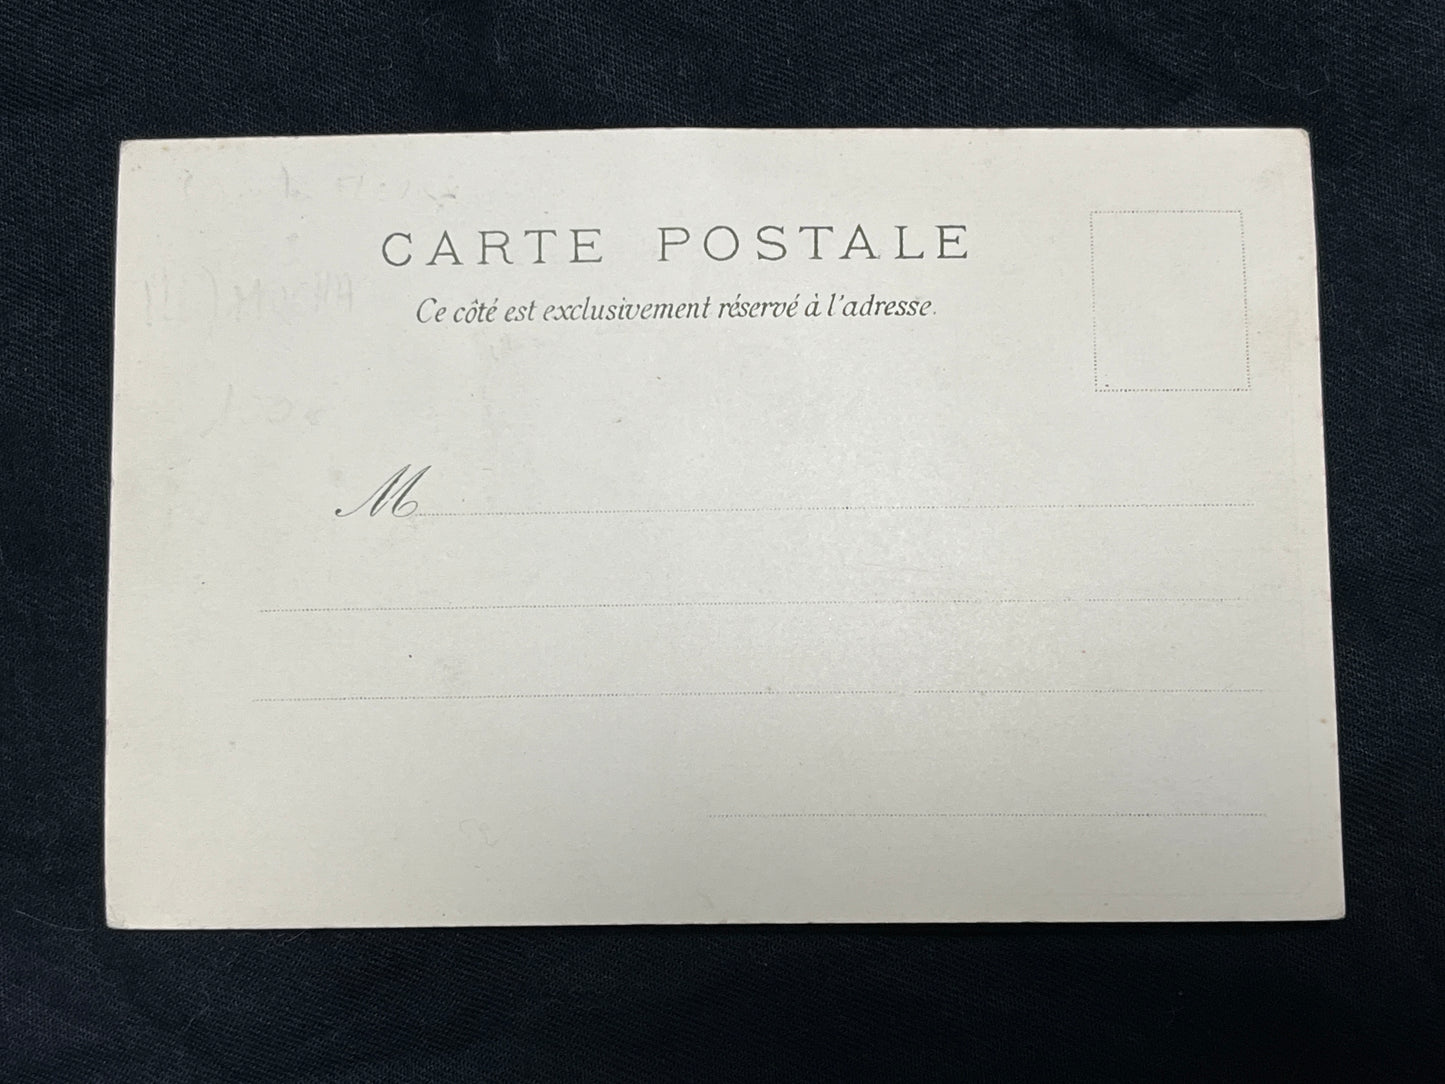 CARTE POSTALE
Ce côté est exclusivement réservé à l'adresse.
M